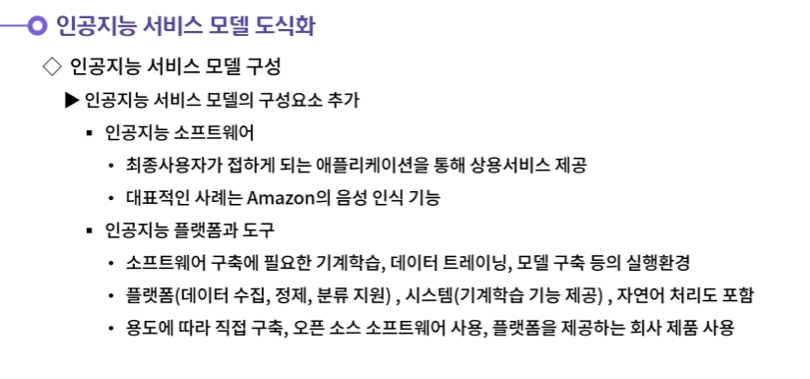 인공지능 서비스 모델 도식화
◇ 인공지능 서비스 모델 구성
▶ 인공지능 서비스 모델의 구성요소 추가
▪ 인공지능 소프트웨어
• 최종사용자가 접하게 되는 애플리케이션을 통해 상용서비스 제공
• 대표적인 사례는 Amazon의 음성 인식 기능
▪ 인공지능 플랫폼과 도구
• 소프트웨어 구축에 필요한 기계학습, 데이터 트레이닝, 모델 구축 등의 실행환경
• 플랫폼(데이터 수집, 정제, 분류 지원) , 시스템(기계학습 기능 제공) , 자연어 처리도 포함
• 용도에 따라 직접 구축, 오픈 소스 소프트웨어 사용, 플랫폼을 제공하는 회사 제품 사용